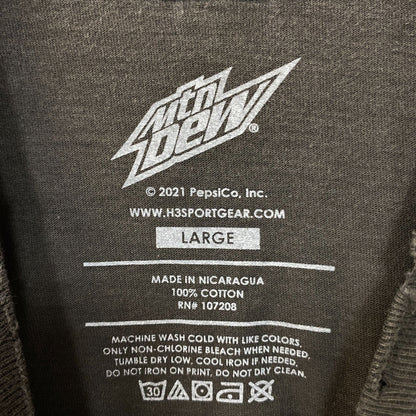 Mtn
DEW®
© 2021 PepsiCo, Inc.
WWW.H3SPORTGEAR.COM
LARGE
MADE IN NICARAGUA
100% COTTON
RN# 107208
MACHINE WASH COLD WITH LIKE COLORS,
ONLY NON-CHLORINE BLEACH WHEN NEEDED,
TUMBLE DRY LOW, COOL IRON IF NEEDED,
DO NOT IRON ON PRINT, DO NOT DRY CLEAN.
30